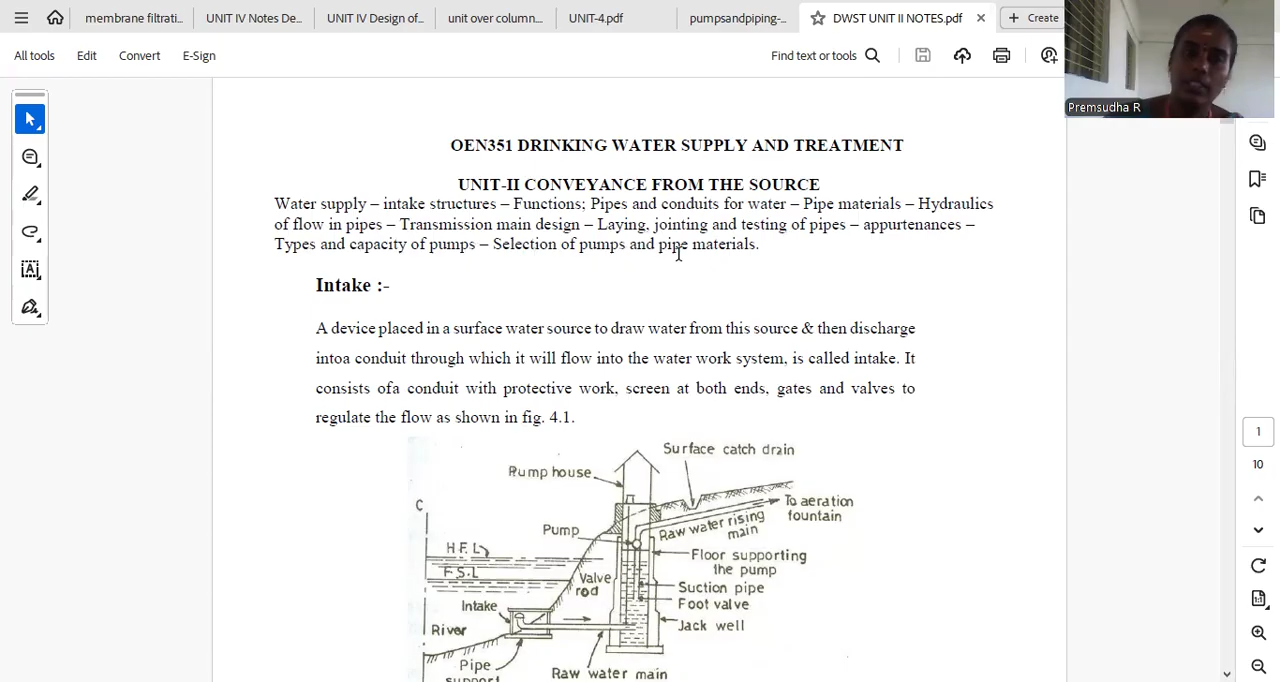 membrane filtrati...
UNIT IV Notes De...
UNIT IV Design of...
unit over column...
UNIT-4.pdf
pumpsandpiping-...
DWST UNIT II NOTES.pdf
+ Create
All tools
Edit
Convert
E-Sign
Find text or tools
Premsudha R
OEN351 DRINKING WATER SUPPLY AND TREATMENT
UNIT-II CONVEYANCE FROM THE SOURCE
Water supply – intake structures – Functions; Pipes and conduits for water – Pipe materials – Hydraulics
of flow in pipes – Transmission main design – Laying, jointing and testing of pipes – appurtenances –
Types and capacity of pumps – Selection of pumps and pipe materials.
Intake :-
A device placed in a surface water source to draw water from this source & then discharge
intoa conduit through which it will flow into the water work system, is called intake. It
consists ofa conduit with protective work, screen at both ends, gates and valves to
regulate the flow as shown in fig. 4.1.
Surface catch drain
Pump house
To aeration
fountain
C
Raw water rising
main
Pump
H.F.L
Floor supporting
the pump
F.S.L
Valve
rod
Suction pipe
Foot valve
Intake
Jack well
River
Pipe
support
Raw water main
1
10